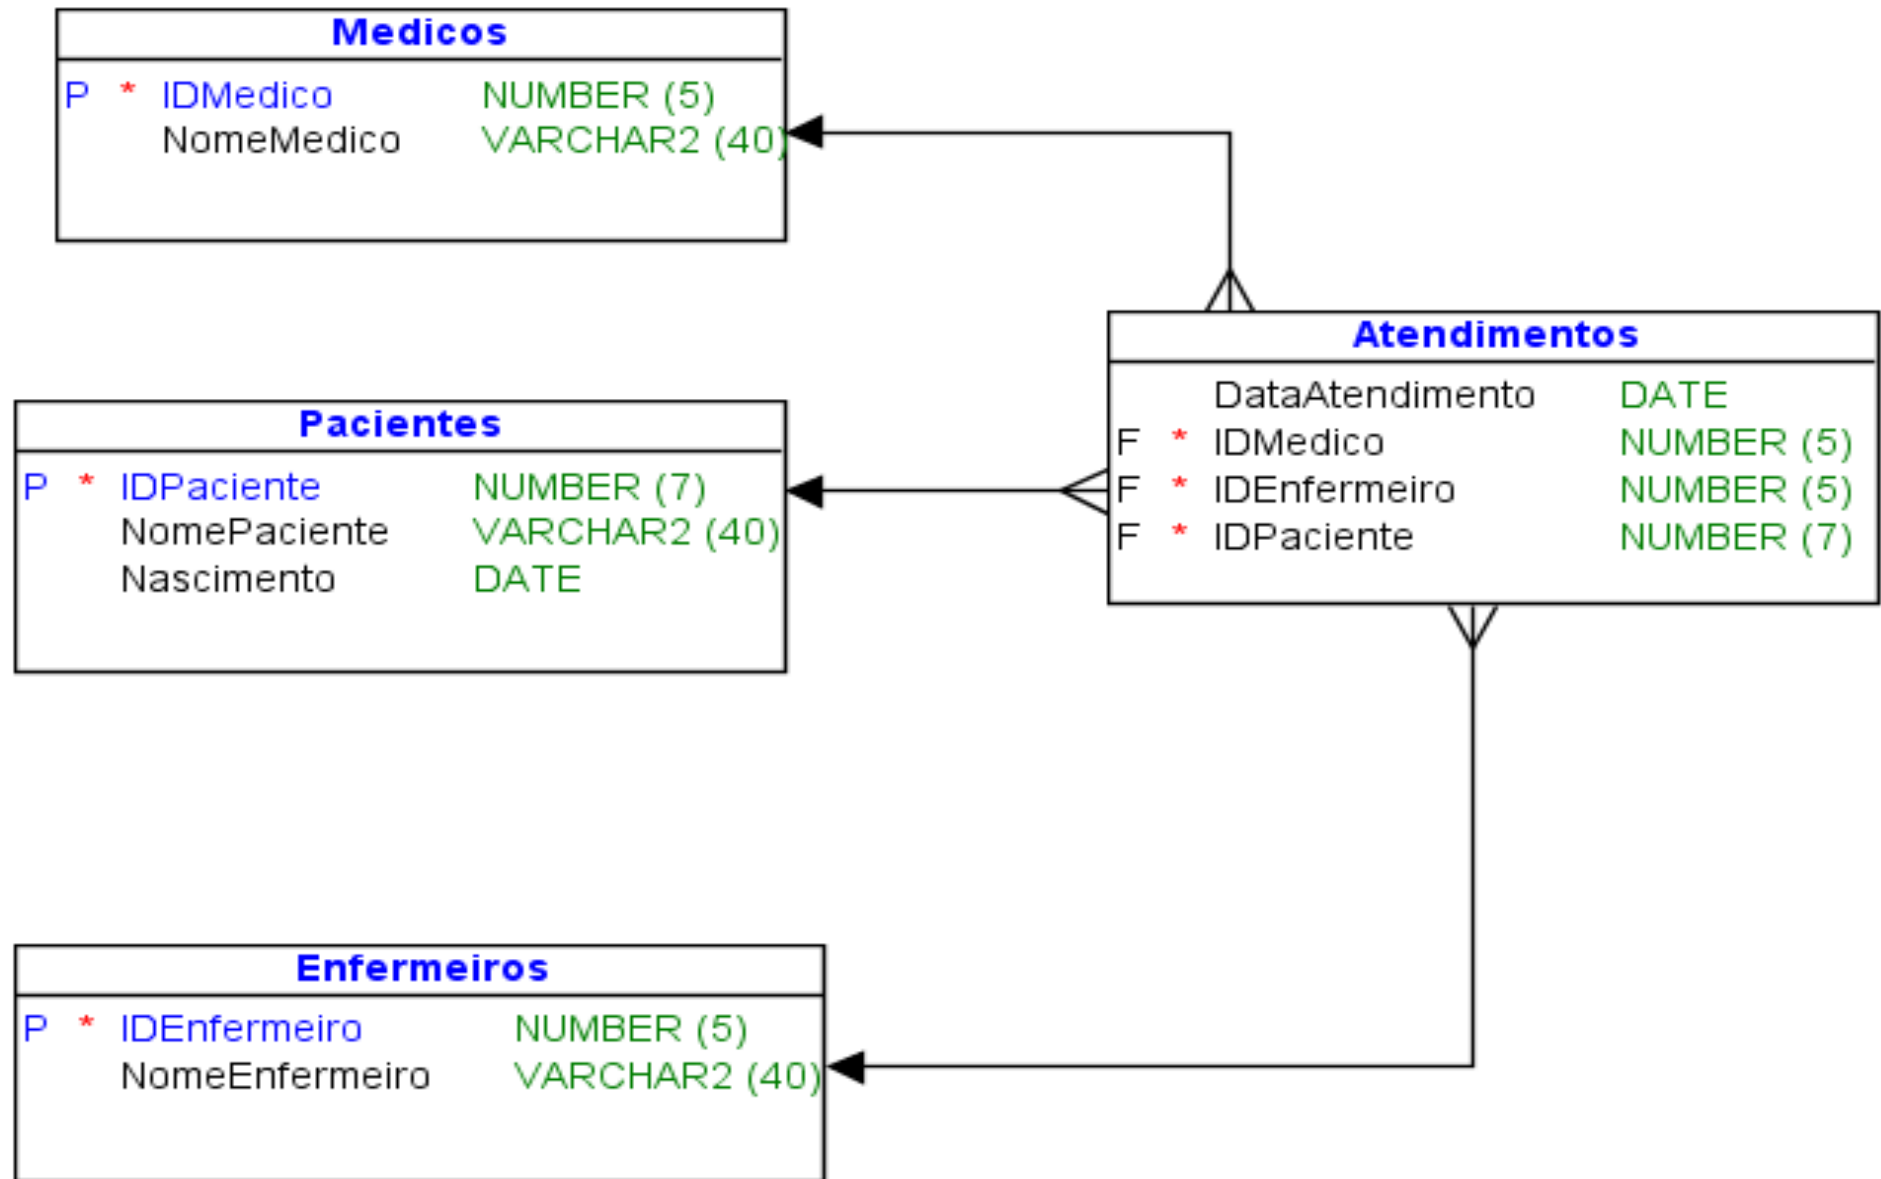 Medicos
P * IDMedico NUMBER (5)
NomeMedico VARCHAR2 (40)
Atendimentos
DataAtendimento DATE
F * IDMedico NUMBER (5)
F * IDEnfermeiro NUMBER (5)
F * IDPaciente NUMBER (7)
Pacientes
P * IDPaciente NUMBER (7)
NomePaciente VARCHAR2 (40)
Nascimento DATE
Enfermeiros
P * IDEnfermeiro NUMBER (5)
NomeEnfermeiro VARCHAR2 (40)